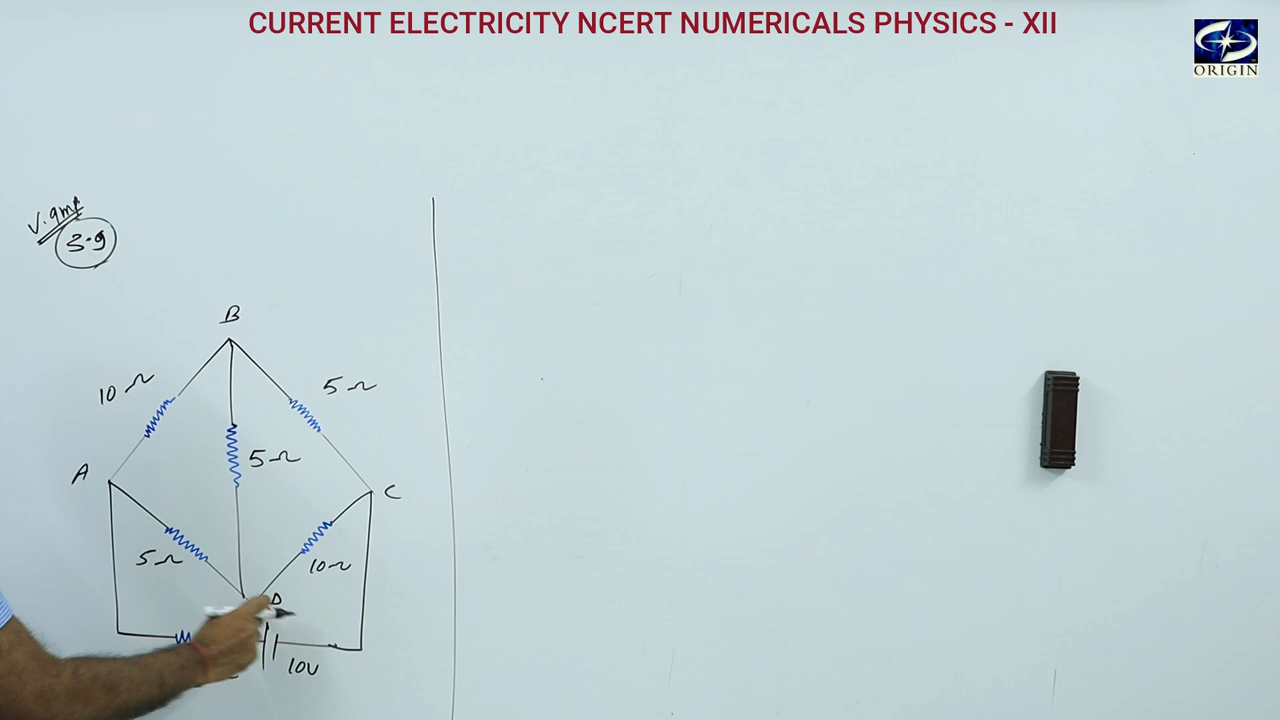 CURRENT ELECTRICITY NCERT NUMERICALS PHYSICS - XII
ORIGIN
V. Imp
3.9
B
10 Ω
5 Ω
A
5 Ω
C
5 Ω
10 Ω
D
10V